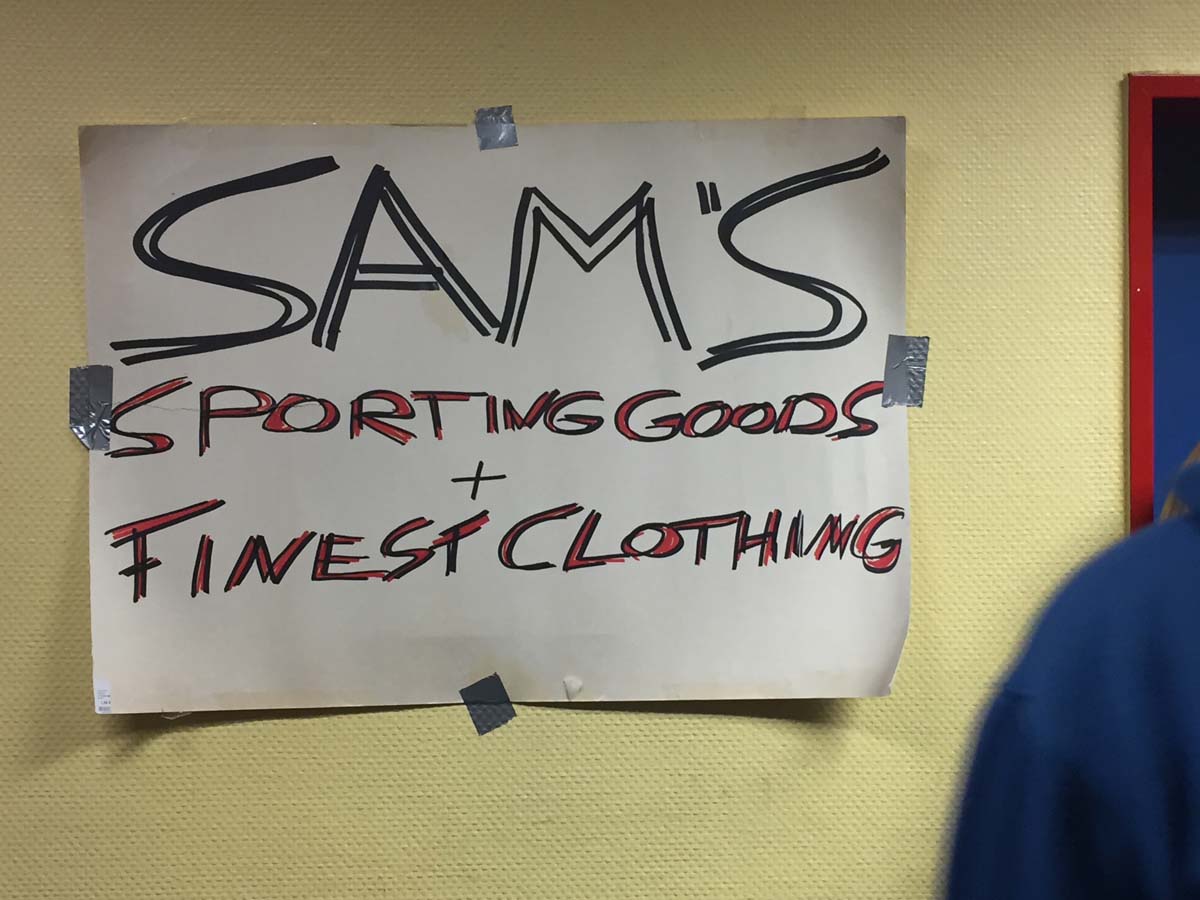 SAM'S
SPORTING GOODS
+
FINEST CLOTHING